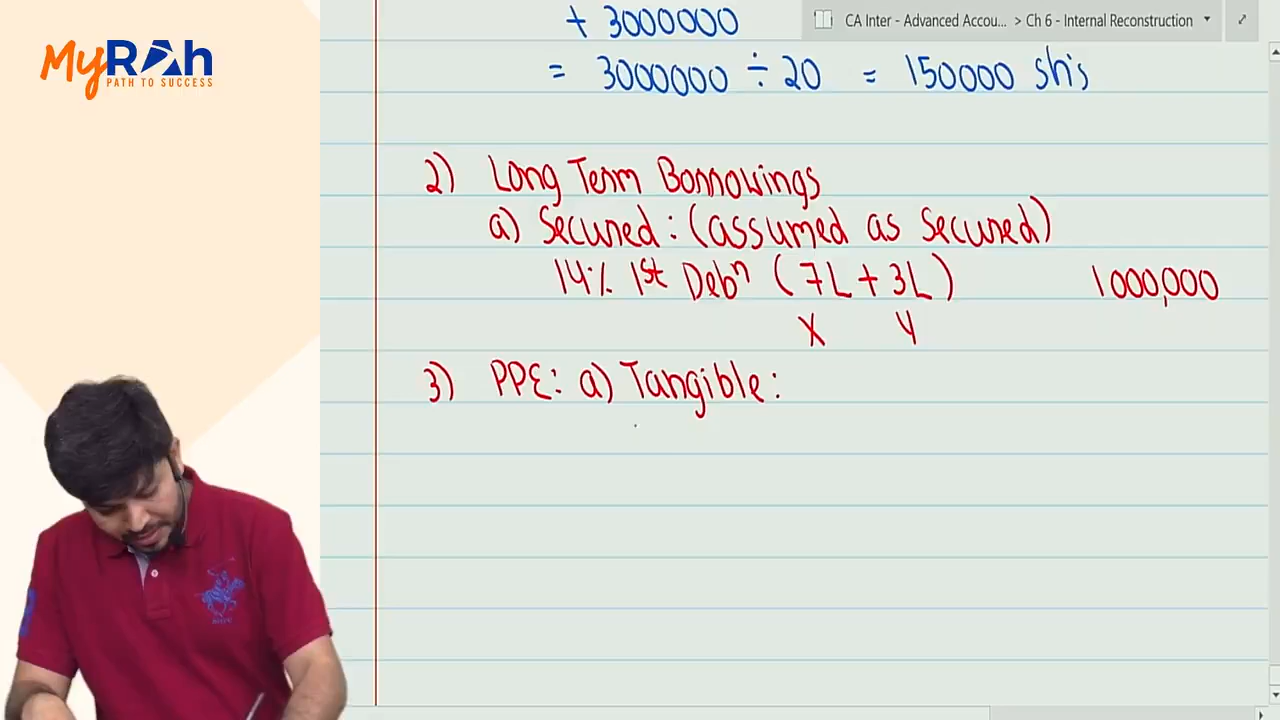 MyRAh
PATH TO SUCCESS
CA Inter - Advanced Accou... > Ch 6 - Internal Reconstruction
+ 3000000
= 3000000 ÷ 20 = 150000 sh's
2) Long Term Borrowings
a) Secured : (assumed as secured)
14% 1st Debⁿ (7L + 3L) 1000,000
X Y
3) PPE: a) Tangible: